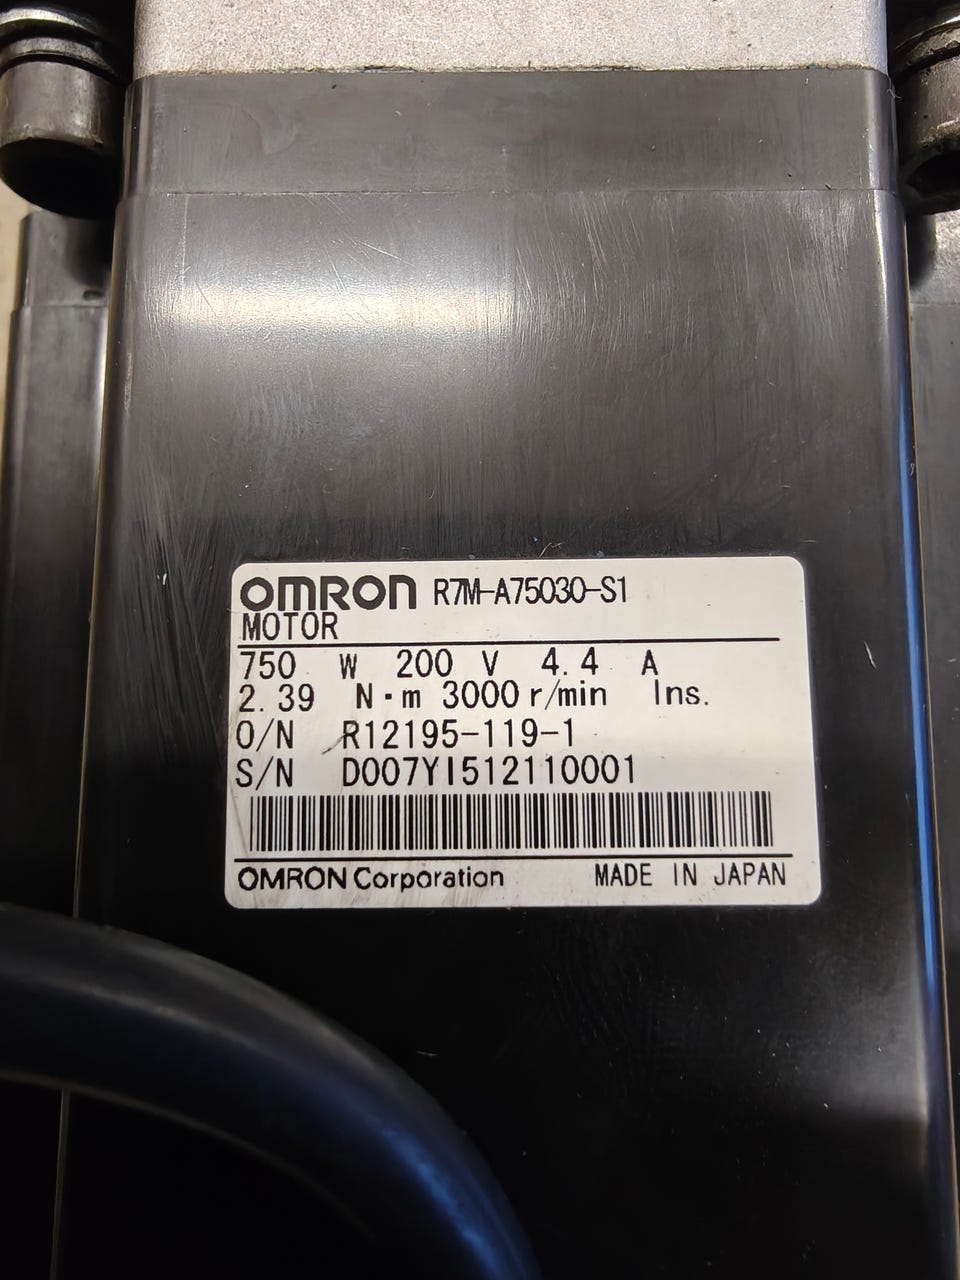 OMRON R7M-A75030-S1
MOTOR
750 W 200 V 4.4 A
2.39 N·m 3000 r/min Ins.
O/N R12195-119-1
S/N D007YI512110001
OMRON Corporation MADE IN JAPAN